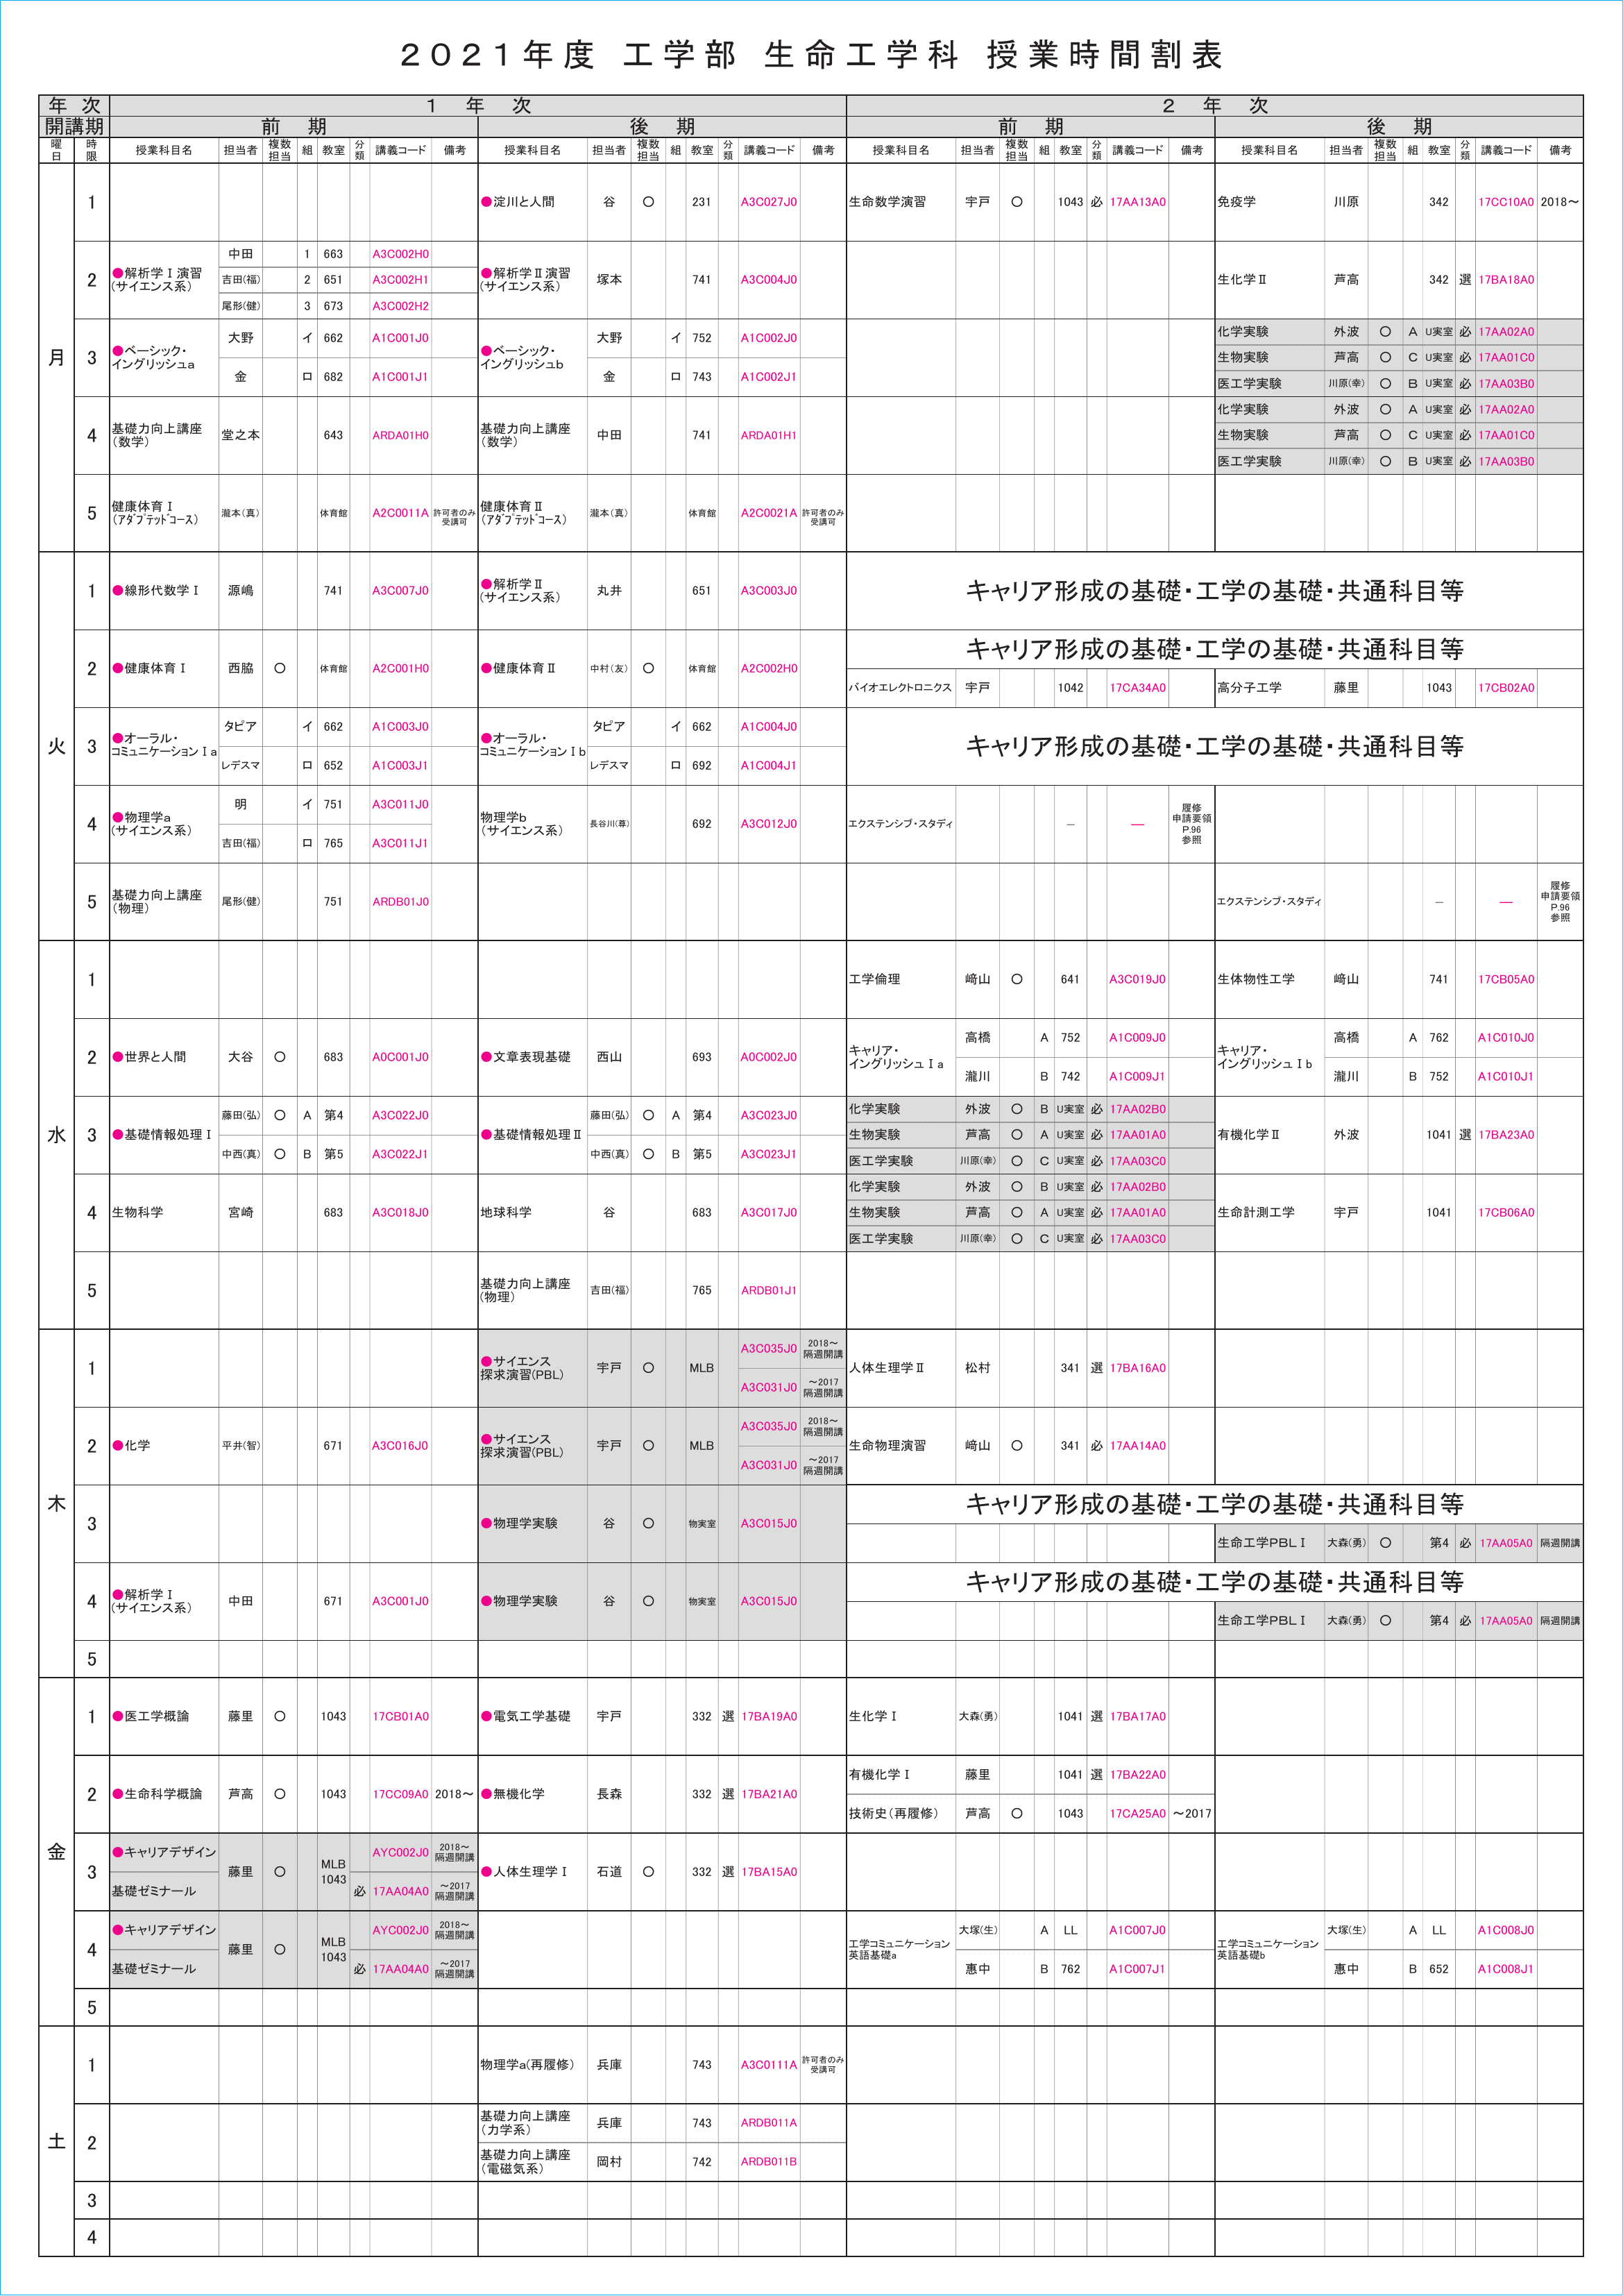 2021年度 工学部 生命工学科 授業時間割表
年次 1年次 2年次
開講期 前期 後期 前期 後期
曜日 時限 授業科目名 担当者 複数担当 組 教室 分類 講義コード 備考 授業科目名 担当者 複数担当 組 教室 分類 講義コード 備考 授業科目名 担当者 複数担当 組 教室 分類 講義コード 備考 授業科目名 担当者 複数担当 組 教室 分類 講義コード 備考
月
1 ●淀川と人間 谷 ○ 231 A3C027J0 生命数学演習 宇戸 ○ 1043 必 17AA13A0 免疫学 川原 342 17CC10A0 2018～
2 ●解析学Ⅰ演習(サイエンス系) 中田 1 663 A3C002H0
吉田(福) 2 651 A3C002H1
尾形(健) 3 673 A3C002H2
●解析学Ⅱ演習(サイエンス系) 塚本 741 A3C004J0 生化学Ⅱ 芦高 342 選 17BA18A0
3 ●ベーシック・イングリッシュa 大野 イ 662 A1C001J0
金 ロ 682 A1C001J1
●ベーシック・イングリッシュb 大野 イ 752 A1C002J0
金 ロ 743 A1C002J1
化学実験 外波 ○ A U実室 必 17AA02A0
生物実験 芦高 ○ C U実室 必 17AA01C0
医工学実験 川原(幸) ○ B U実室 必 17AA03B0
4 基礎力向上講座(数学) 堂之本 643 ARDA01H0 基礎力向上講座(数学) 中田 741 ARDA01H1
化学実験 外波 ○ A U実室 必 17AA02A0
生物実験 芦高 ○ C U実室 必 17AA01C0
医工学実験 川原(幸) ○ B U実室 必 17AA03B0
5 健康体育Ⅰ(アダプテッドコース) 瀧本(真) 体育館 A2C0011A 許可者のみ受講可 健康体育Ⅱ(アダプテッドコース) 瀧本(真) 体育館 A2C0021A 許可者のみ受講可
火
1 ●線形代数学Ⅰ 源嶋 741 A3C007J0 ●解析学Ⅱ(サイエンス系) 丸井 651 A3C003J0 キャリア形成の基礎・工学の基礎・共通科目等
2 ●健康体育Ⅰ 西脇 ○ 体育館 A2C001H0 ●健康体育Ⅱ 中村(友) ○ 体育館 A2C002H0 キャリア形成の基礎・工学の基礎・共通科目等
バイオエレクトロニクス 宇戸 1042 17CA34A0 高分子工学 藤里 1043 17CB02A0
3 ●オーラル・コミュニケーションⅠa タピア イ 662 A1C003J0
レデスマ ロ 652 A1C003J1
●オーラル・コミュニケーションⅠb タピア イ 662 A1C004J0
レデスマ ロ 692 A1C004J1
キャリア形成の基礎・工学の基礎・共通科目等
4 ●物理学a(サイエンス系) 明 イ 751 A3C011J0
吉田(福) ロ 765 A3C011J1
物理学b(サイエンス系) 長谷川(尊) 692 A3C012J0 エクステンシブ・スタディ － ― 履修申請要領P.96参照
5 基礎力向上講座(物理) 尾形(健) 751 ARDB01J0 エクステンシブ・スタディ － ― 履修申請要領P.96参照
水
1 工学倫理 﨑山 ○ 641 A3C019J0 生体物性工学 﨑山 741 17CB05A0
2 ●世界と人間 大谷 ○ 683 A0C001J0 ●文章表現基礎 西山 693 A0C002J0
キャリア・イングリッシュⅠa 高橋 A 752 A1C009J0
瀧川 B 742 A1C009J1
キャリア・イングリッシュⅠb 高橋 A 762 A1C010J0
瀧川 B 752 A1C010J1
3 ●基礎情報処理Ⅰ 藤田(弘) ○ A 第4 A3C022J0
中西(真) ○ B 第5 A3C022J1
●基礎情報処理Ⅱ 藤田(弘) ○ A 第4 A3C023J0
中西(真) ○ B 第5 A3C023J1
化学実験 外波 ○ B U実室 必 17AA02B0
生物実験 芦高 ○ A U実室 必 17AA01A0
医工学実験 川原(幸) ○ C U実室 必 17AA03C0
有機化学Ⅱ 外波 1041 選 17BA23A0
4 生物科学 宮崎 683 A3C018J0 地球科学 谷 683 A3C017J0
化学実験 外波 ○ B U実室 必 17AA02B0
生物実験 芦高 ○ A U実室 必 17AA01A0
医工学実験 川原(幸) ○ C U実室 必 17AA03C0
生命計測工学 宇戸 1041 17CB06A0
5 基礎力向上講座(物理) 吉田(福) 765 ARDB01J1
木
1 ●サイエンス探求演習(PBL) 宇戸 ○ MLB A3C035J0 2018～隔週開講
A3C031J0 ～2017隔週開講
人体生理学Ⅱ 松村 341 選 17BA16A0
2 ●化学 平井(智) 671 A3C016J0 ●サイエンス探求演習(PBL) 宇戸 ○ MLB A3C035J0 2018～隔週開講
A3C031J0 ～2017隔週開講
生命物理演習 﨑山 ○ 341 必 17AA14A0
3 ●物理学実験 谷 ○ 物実室 A3C015J0 キャリア形成の基礎・工学の基礎・共通科目等
生命工学PBLⅠ 大森(勇) ○ 第4 必 17AA05A0 隔週開講
4 ●解析学Ⅰ(サイエンス系) 中田 671 A3C001J0 ●物理学実験 谷 ○ 物実室 A3C015J0 キャリア形成の基礎・工学の基礎・共通科目等
生命工学PBLⅠ 大森(勇) ○ 第4 必 17AA05A0 隔週開講
5
金
1 ●医工学概論 藤里 ○ 1043 17CB01A0 ●電気工学基礎 宇戸 332 選 17BA19A0 生化学Ⅰ 大森(勇) 1041 選 17BA17A0
2 ●生命科学概論 芦高 ○ 1043 17CC09A0 2018～ ●無機化学 長森 332 選 17BA21A0
有機化学Ⅰ 藤里 1041 選 17BA22A0
技術史(再履修) 芦高 ○ 1043 17CA25A0 ～2017
3 ●キャリアデザイン 藤里 ○ MLB 1043 AYC002J0 2018～隔週開講
基礎ゼミナール 必 17AA04A0 ～2017隔週開講
●人体生理学Ⅰ 石道 ○ 332 選 17BA15A0
4 ●キャリアデザイン 藤里 ○ MLB 1043 AYC002J0 2018～隔週開講
基礎ゼミナール 必 17AA04A0 ～2017隔週開講
工学コミュニケーション英語基礎a 大塚(生) A LL A1C007J0
惠中 B 762 A1C007J1
工学コミュニケーション英語基礎b 大塚(生) A LL A1C008J0
惠中 B 652 A1C008J1
5
土
1 物理学a(再履修) 兵庫 743 A3C0111A 許可者のみ受講可
2 基礎力向上講座(力学系) 兵庫 743 ARDB011A
基礎力向上講座(電磁気系) 岡村 742 ARDB011B
3
4